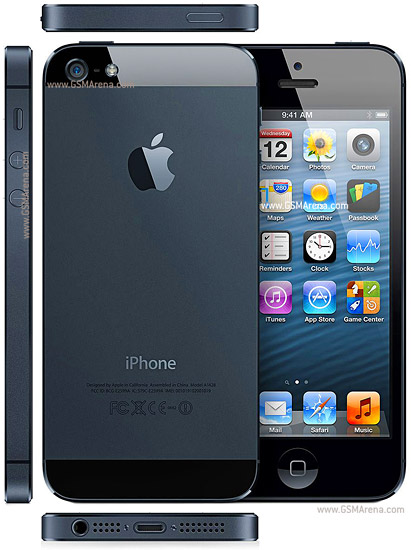 www.GSMArena.com
9:41 AM
Wednesday
12
Calendar
Photos
Camera
www.GSMArena.com
Maps
Weather
Passbook
Reminders
Clock
Stocks
iTunes
App Store
Game Center
iPhone
Designed by Apple in California Assembled in China
Mail
Safari
Music
www.GSMArena.com
www.GSMArena.com